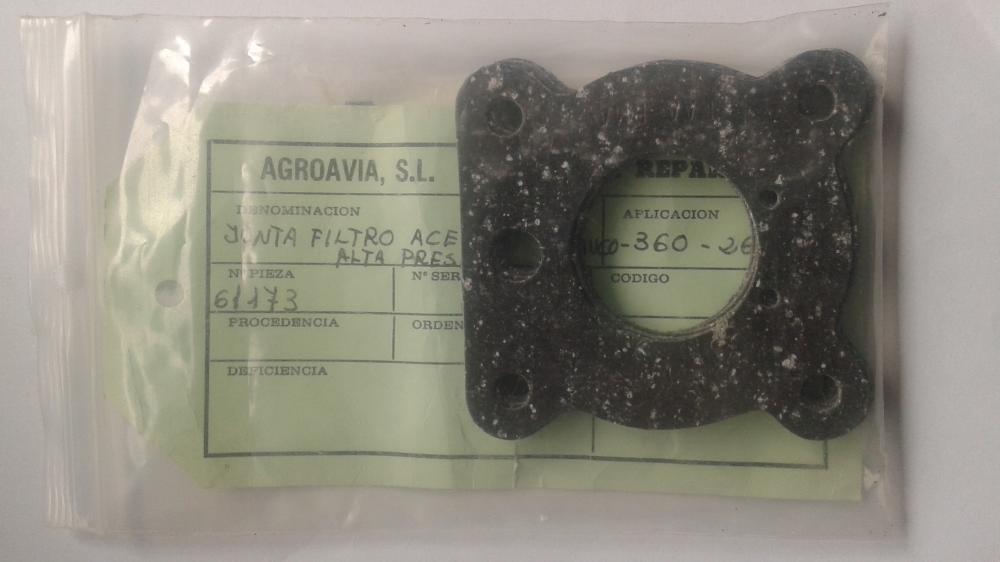 AGROAVIA, S.L. REPA
DENOMINACION APLICACION
JUNTA FILTRO ACE -360-26
ALTA PRES
Nº PIEZA Nº SER CODIGO
61173
PROCEDENCIA ORDEN
DEFICIENCIA